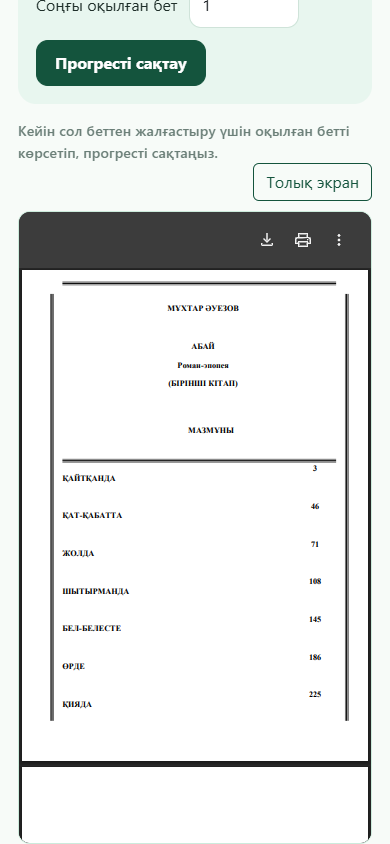 Соңғы оқылған бет 1
Прогресті сақтау
Кейін сол беттен жалғастыру үшін оқылған бетті
көрсетіп, прогресті сақтаңыз.
Толық экран
МҰХТАР ӘУЕЗОВ
АБАЙ
Роман-эпопея
(БІРІНШІ КІТАП)
МАЗМҰНЫ
ҚАЙТҚАНДА 3
ҚАТ-ҚАБАТТА 46
ЖОЛДА 71
ШЫТЫРМАНДА 108
БЕЛ-БЕЛЕСТЕ 145
ӨРДЕ 186
ҚИЯДА 225